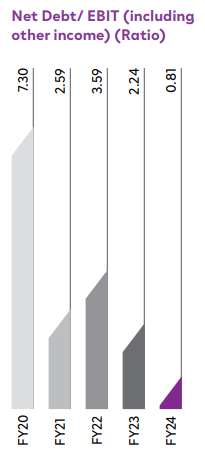 Net Debt/ EBIT (including
other income) (Ratio)
7.30
2.59
3.59
2.24
0.81
FY20
FY21
FY22
FY23
FY24